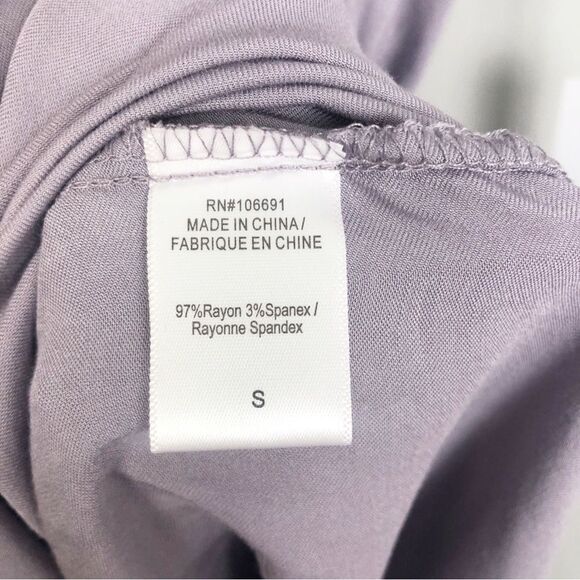 RN#106691
MADE IN CHINA/
FABRIQUE EN CHINE
97%Rayon 3%Spanex/
Rayonne Spandex
S